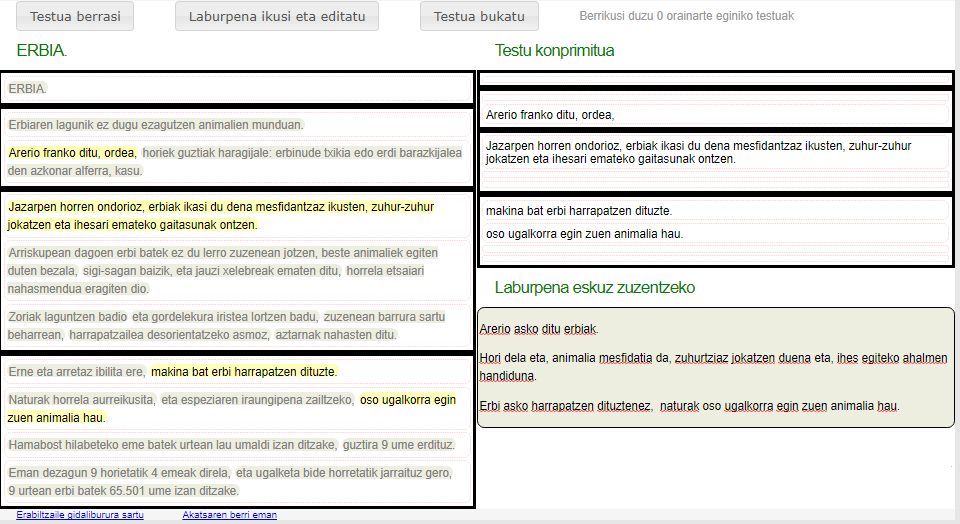 Testua berrasi
Laburpena ikusi eta editatu
Testua bukatu
Berrikusi duzu 0 orainarte eginiko testuak
ERBIA.
ERBIA.
Erbiaren lagunik ez dugu ezagutzen animalien munduan.
Arerio franko ditu, ordea, horiek guztiak haragijale: erbinude txikia edo erdi barazkijalea
den azkonar alferra, kasu.
Jazarpen horren ondorioz, erbiak ikasi du dena mesfidantzaz ikusten, zuhur-zuhur
jokatzen eta ihesari emateko gaitasunak ontzen.
Arriskupean dagoen erbi batek ez du lerro zuzenean jotzen, beste animaliek egiten
duten bezala, sigi-sagan baizik, eta jauzi xelebreak ematen ditu, horrela etsaiari
nahasmendua eragiten dio.
Zoriak laguntzen badio eta gordelekura iristea lortzen badu, zuzenean barrura sartu
beharrean, harrapatzailea desorientatzeko asmoz, aztarnak nahasten ditu.
Erne eta arretaz ibilita ere, makina bat erbi harrapatzen dituzte.
Naturak horrela aurreikusita, eta espeziaren iraungipena zailtzeko, oso ugalkorra egin
zuen animalia hau.
Hamabost hilabeteko eme batek urtean lau umaldi izan ditzake, guztira 9 ume erdituz.
Eman dezagun 9 horietatik 4 emeak direla, eta ugalketa bide horretatik jarraituz gero,
9 urtean erbi batek 65.501 ume izan ditzake.
Erabiltzaile gidaliburura sartu
Akatsaren berri eman
Testu konprimitua
Arerio franko ditu, ordea,
Jazarpen horren ondorioz, erbiak ikasi du dena mesfidantzaz ikusten, zuhur-zuhur
jokatzen eta ihesari emateko gaitasunak ontzen.
makina bat erbi harrapatzen dituzte.
oso ugalkorra egin zuen animalia hau.
Laburpena eskuz zuzentzeko
Arerio asko ditu erbiak.
Hori dela eta, animalia mesfidatia da, zuhurtziaz jokatzen duena eta, ihes egiteko ahalmen
handiduna.
Erbi asko harrapatzen dituztenez, naturak oso ugalkorra egin zuen animalia hau.